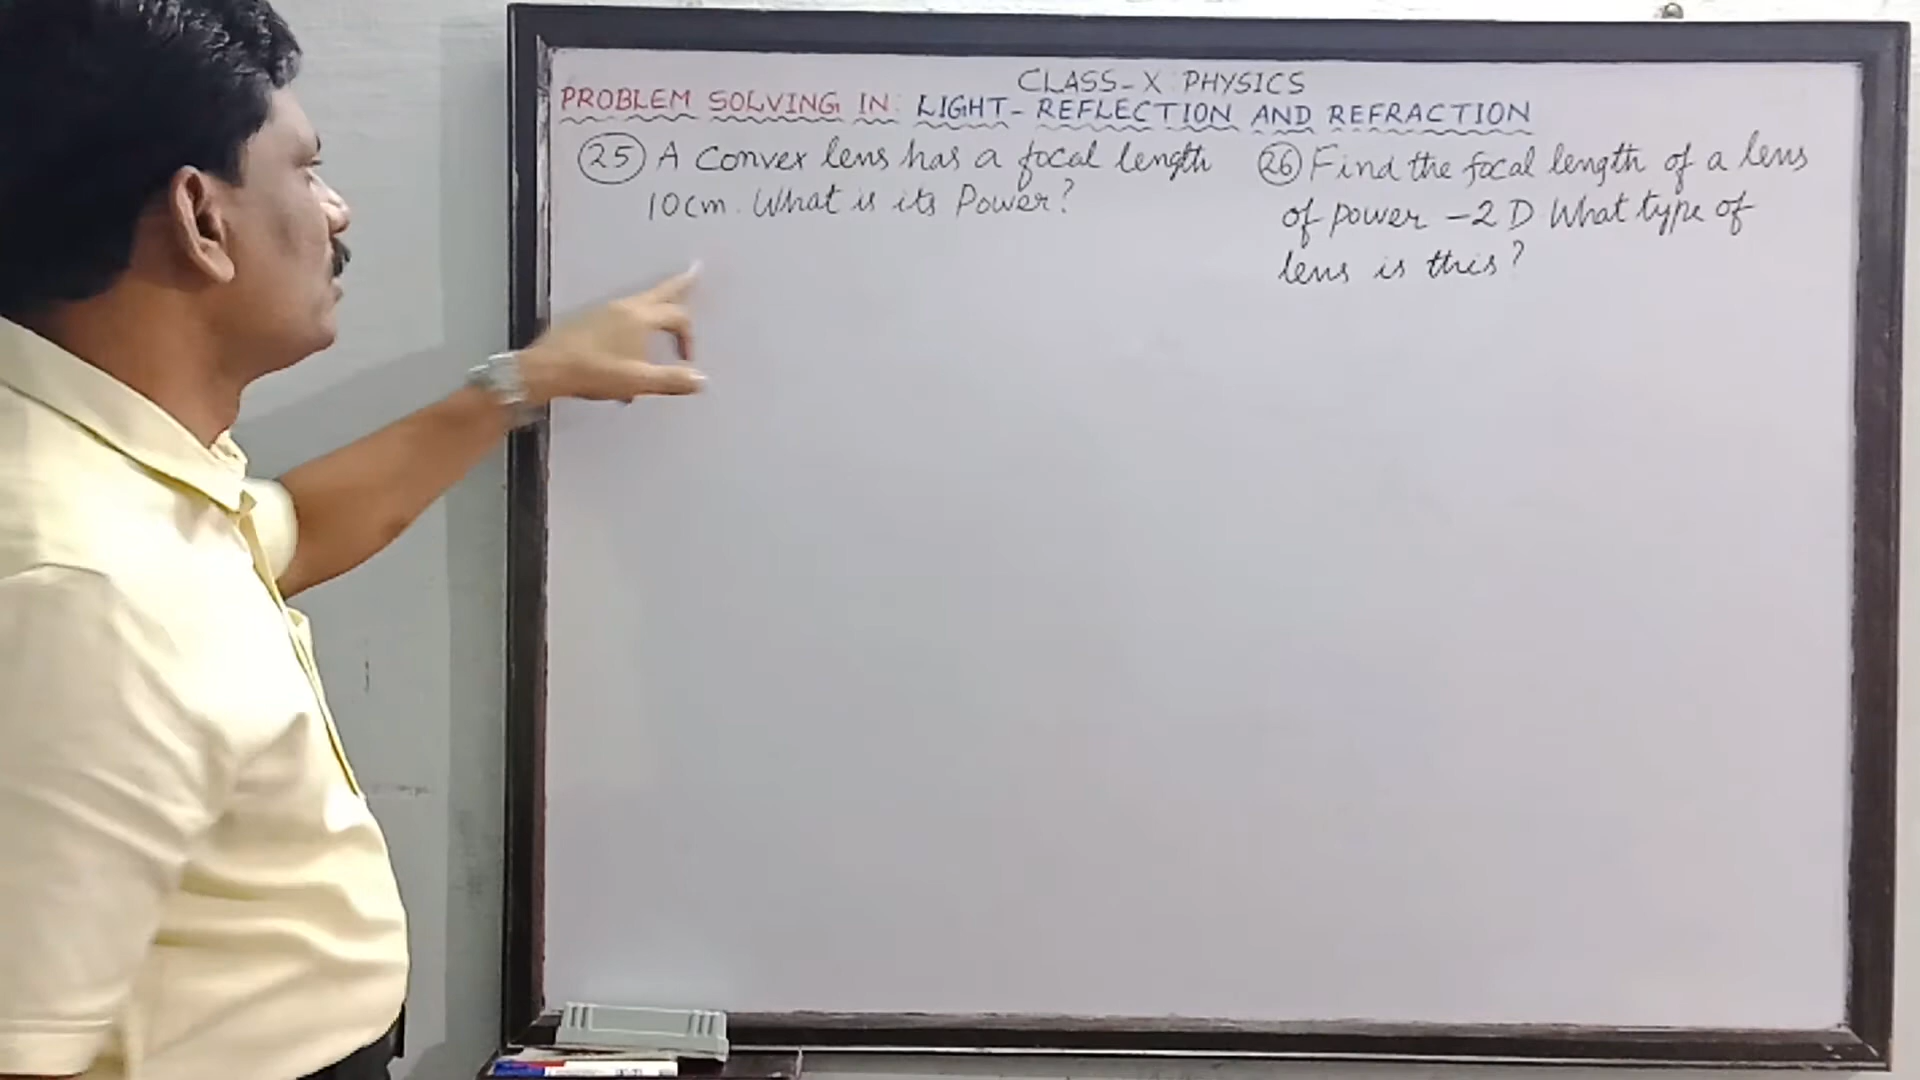 CLASS-X PHYSICS
PROBLEM SOLVING IN: LIGHT-REFLECTION AND REFRACTION
25 A Convex lens has a focal length
10cm. What is its Power?
26 Find the focal length of a lens
of power -2 D What type of
lens is this?